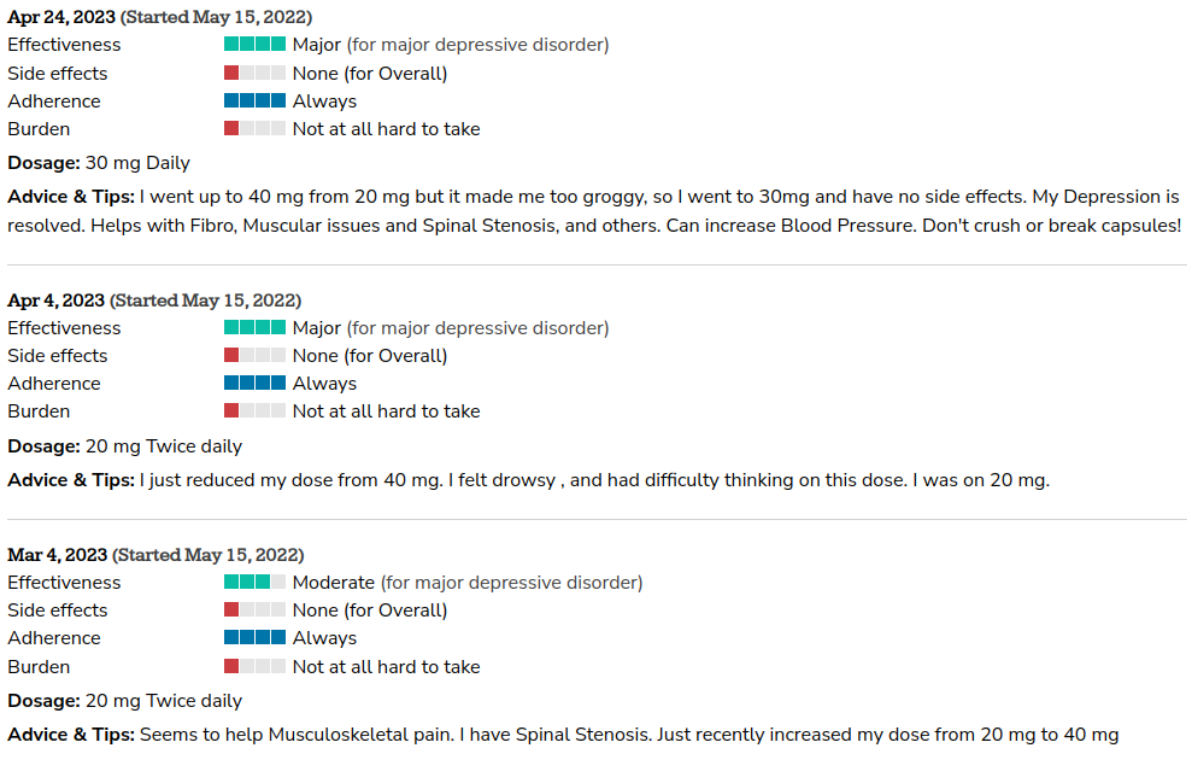 Apr 24, 2023 (Started May 15, 2022)
Effectiveness Major (for major depressive disorder)
Side effects None (for Overall)
Adherence Always
Burden Not at all hard to take
Dosage: 30 mg Daily
Advice & Tips: I went up to 40 mg from 20 mg but it made me too groggy, so I went to 30mg and have no side effects. My Depression is
resolved. Helps with Fibro, Muscular issues and Spinal Stenosis, and others. Can increase Blood Pressure. Don't crush or break capsules!
Apr 4, 2023 (Started May 15, 2022)
Effectiveness Major (for major depressive disorder)
Side effects None (for Overall)
Adherence Always
Burden Not at all hard to take
Dosage: 20 mg Twice daily
Advice & Tips: I just reduced my dose from 40 mg. I felt drowsy , and had difficulty thinking on this dose. I was on 20 mg.
Mar 4, 2023 (Started May 15, 2022)
Effectiveness Moderate (for major depressive disorder)
Side effects None (for Overall)
Adherence Always
Burden Not at all hard to take
Dosage: 20 mg Twice daily
Advice & Tips: Seems to help Musculoskeletal pain. I have Spinal Stenosis. Just recently increased my dose from 20 mg to 40 mg